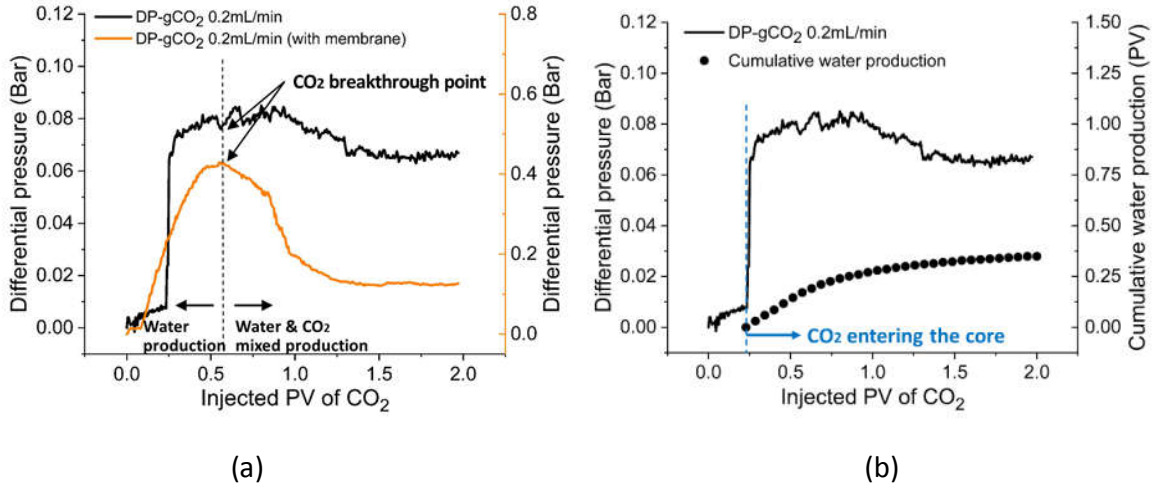 DP-gCO₂ 0.2mL/min
DP-gCO₂ 0.2mL/min (with membrane)
CO₂ breakthrough point
Water
production
Water & CO₂
mixed production
Differential pressure (Bar)
0.12
0.10
0.08
0.06
0.04
0.02
0.00
0.8
0.6
0.4
0.2
0.0
Differential pressure (Bar)
0.0 0.5 1.0 1.5 2.0
Injected PV of CO₂
(a)
DP-gCO₂ 0.2mL/min
Cumulative water production
CO₂ entering the core
Differential pressure (Bar)
0.12
0.10
0.08
0.06
0.04
0.02
0.00
1.50
1.25
1.00
0.75
0.50
0.25
0.00
Cumulative water production (PV)
0.0 0.5 1.0 1.5 2.0
Injected PV of CO₂
(b)